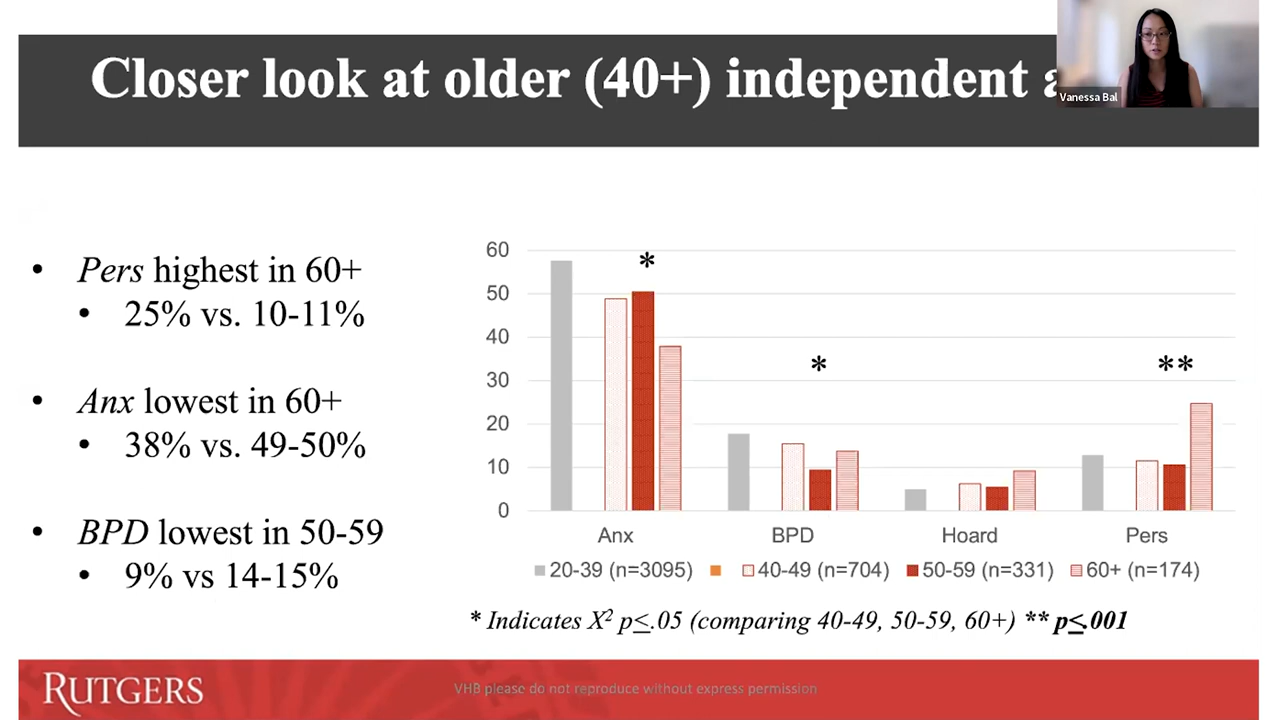 Closer look at older (40+) independent
Vanessa Bal
• Pers highest in 60+
• 25% vs. 10-11%
• Anx lowest in 60+
• 38% vs. 49-50%
• BPD lowest in 50-59
• 9% vs 14-15%
60
50
40
30
20
10
0
*
*
**
Anx BPD Hoard Pers
20-39 (n=3095) 40-49 (n=704) 50-59 (n=331) 60+ (n=174)
* Indicates X² p≤.05 (comparing 40-49, 50-59, 60+) ** p≤.001
RUTGERS
VHB please do not reproduce without express permission